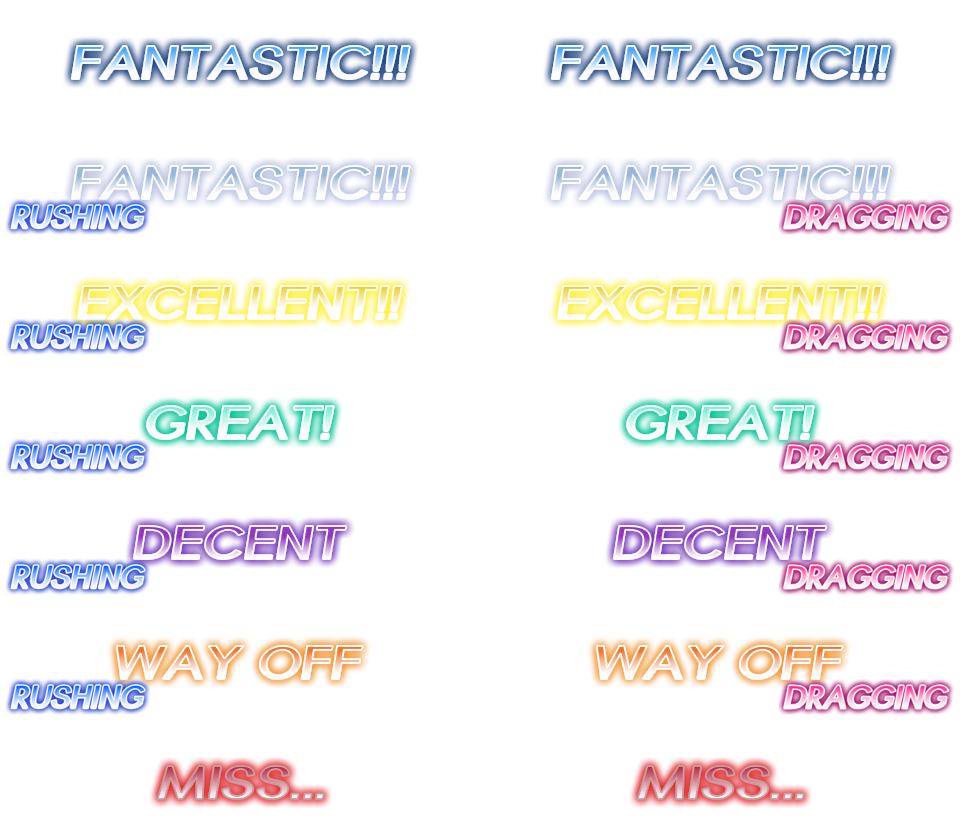 FANTASTIC!!! FANTASTIC!!!
FANTASTIC!!! FANTASTIC!!!
RUSHING DRAGGING
EXCELLENT!! EXCELLENT!!
RUSHING DRAGGING
GREAT! GREAT!
RUSHING DRAGGING
DECENT DECENT
RUSHING DRAGGING
WAY OFF WAY OFF
RUSHING DRAGGING
MISS... MISS...